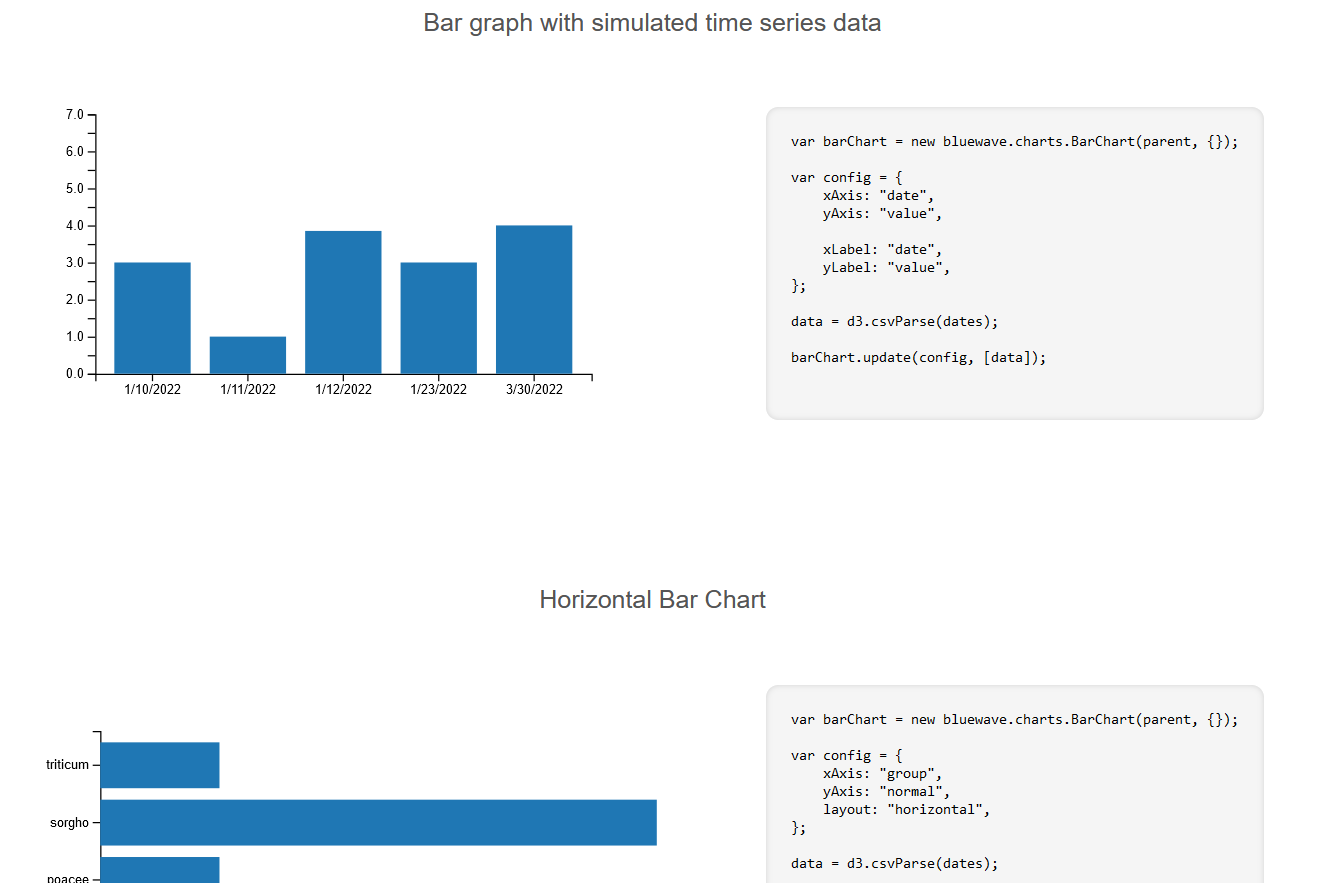 Bar graph with simulated time series data
7.0
6.0
5.0
4.0
3.0
2.0
1.0
0.0
1/10/2022 1/11/2022 1/12/2022 1/23/2022 3/30/2022
var barChart = new bluewave.charts.BarChart(parent, {});
var config = {
xAxis: "date",
yAxis: "value",
xLabel: "date",
yLabel: "value",
};
data = d3.csvParse(dates);
barChart.update(config, [data]);
Horizontal Bar Chart
triticum
sorgho
poacee
var barChart = new bluewave.charts.BarChart(parent, {});
var config = {
xAxis: "group",
yAxis: "normal",
layout: "horizontal",
};
data = d3.csvParse(dates);